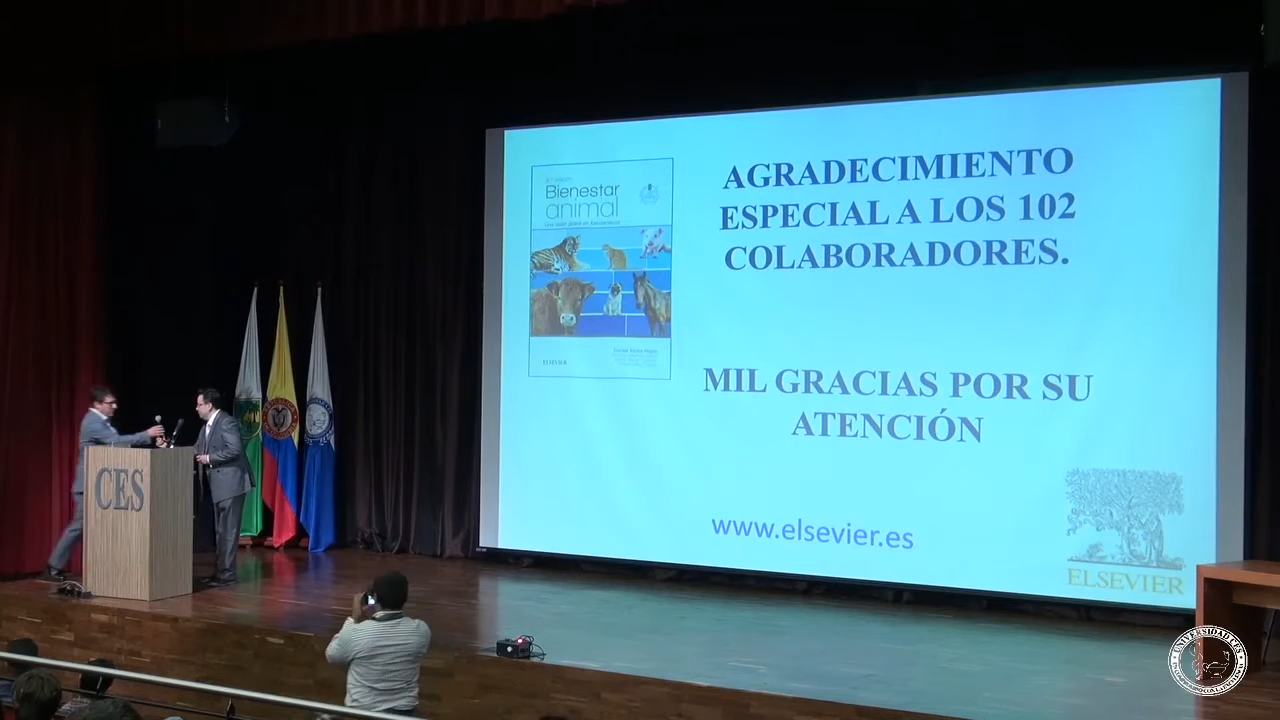 Bienestar
animal
ELSEVIER
AGRADECIMIENTO
ESPECIAL A LOS 102
COLABORADORES.
MIL GRACIAS POR SU
ATENCIÓN
www.elsevier.es
ELSEVIER
CES